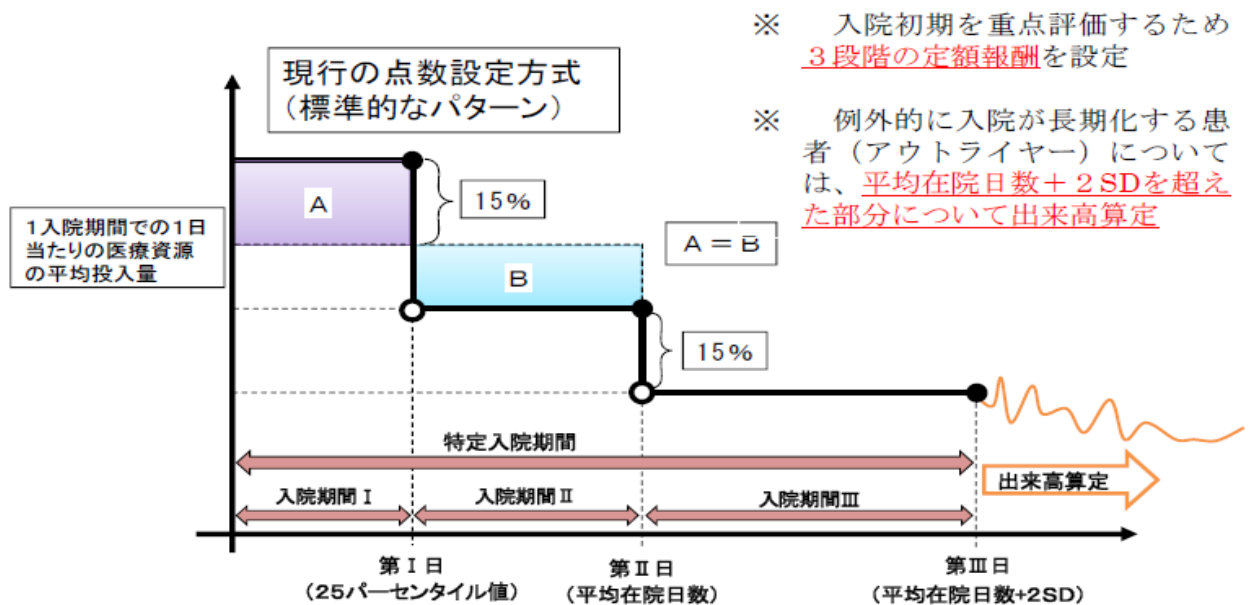 ※ 入院初期を重点評価するため
３段階の定額報酬を設定
※ 例外的に入院が長期化する患
者（アウトライヤー）について
は、平均在院日数＋２SDを超え
た部分について出来高算定
現行の点数設定方式
（標準的なパターン）
1入院期間での1日
当たりの医療資源
の平均投入量
A
15%
A＝B
B
15%
特定入院期間
出来高算定
入院期間Ⅰ
入院期間Ⅱ
入院期間Ⅲ
第Ⅰ日
（25パーセンタイル値）
第Ⅱ日
（平均在院日数）
第Ⅲ日
（平均在院日数+2SD）